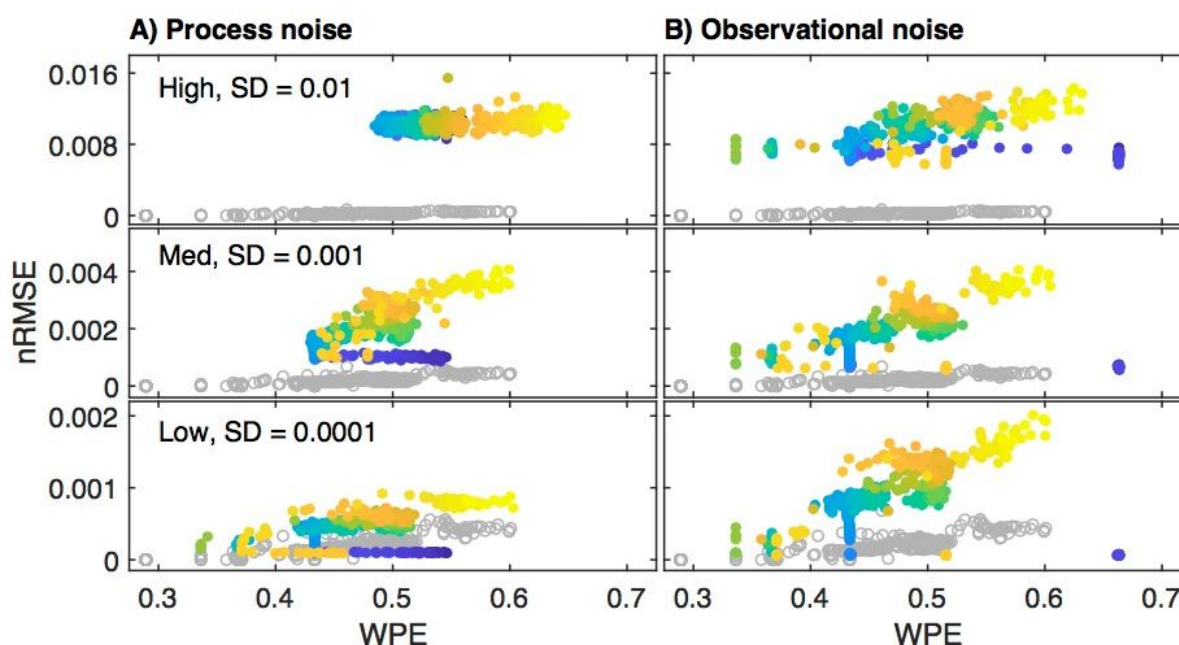 A) Process noise
B) Observational noise
0.016
High, SD = 0.01
0.008
0
0.004
Med, SD = 0.001
nRMSE
0.002
0
0.002
Low, SD = 0.0001
0.001
0
0.3 0.4 0.5 0.6 0.7 0.3 0.4 0.5 0.6 0.7
WPE WPE